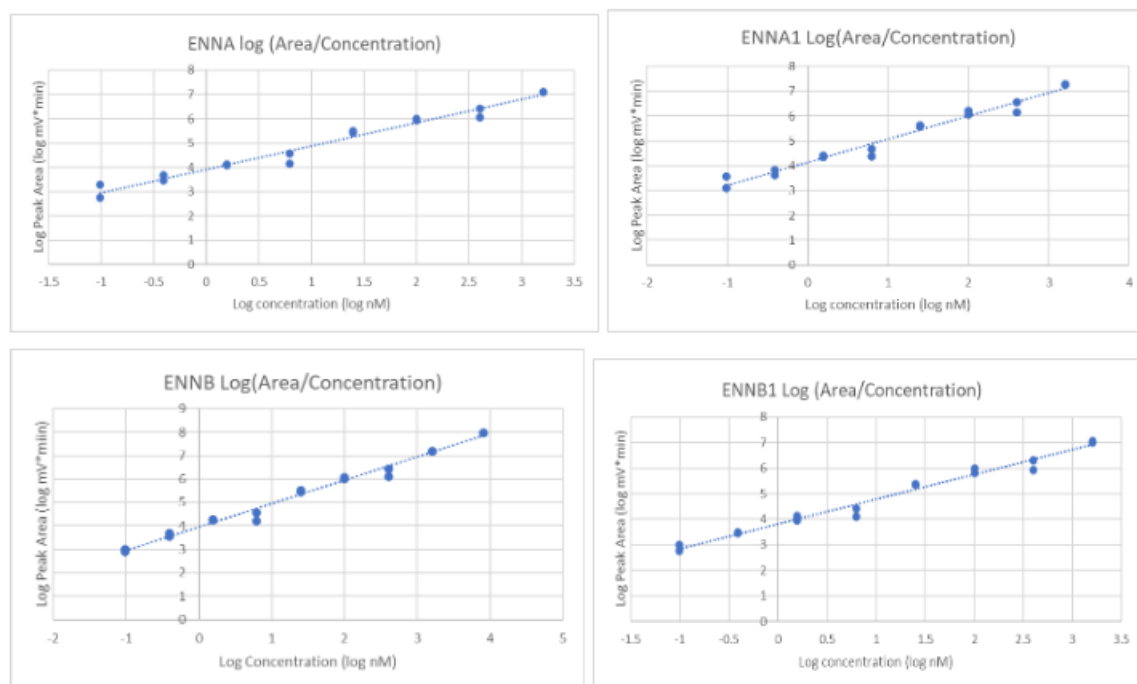 ENNA log (Area/Concentration)
Log Peak Area (log mV*min)
8
7
6
5
4
3
2
1
0
-1.5 -1 -0.5 0 0.5 1 1.5 2 2.5 3 3.5
Log concentration (log nM)
ENNA1 Log(Area/Concentration)
Log Peak Area (log mV*min)
8
7
6
5
4
3
2
1
0
-2 -1 0 1 2 3 4
Log concentration (log nM)
ENNB Log(Area/Concentration)
Log Peak Area (log mV*miin)
9
8
7
6
5
4
3
2
1
0
-2 -1 0 1 2 3 4 5
Log Concentration (log nM)
ENNB1 Log (Area/Concentration)
Log Peak Area (log mV*min)
8
7
6
5
4
3
2
1
0
-1.5 -1 -0.5 0 0.5 1 1.5 2 2.5 3 3.5
Log concentration (log nM)